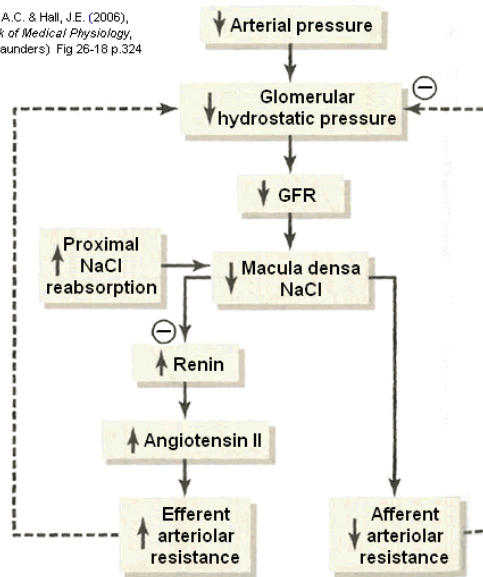 A.C. & Hall, J.E. (2006),
k of Medical Physiology,
aunders) Fig 26-18 p.324
Arterial pressure
Glomerular
hydrostatic pressure
GFR
Proximal
NaCl
reabsorption
Macula densa
NaCl
Renin
Angiotensin II
Efferent
arteriolar
resistance
Afferent
arteriolar
resistance